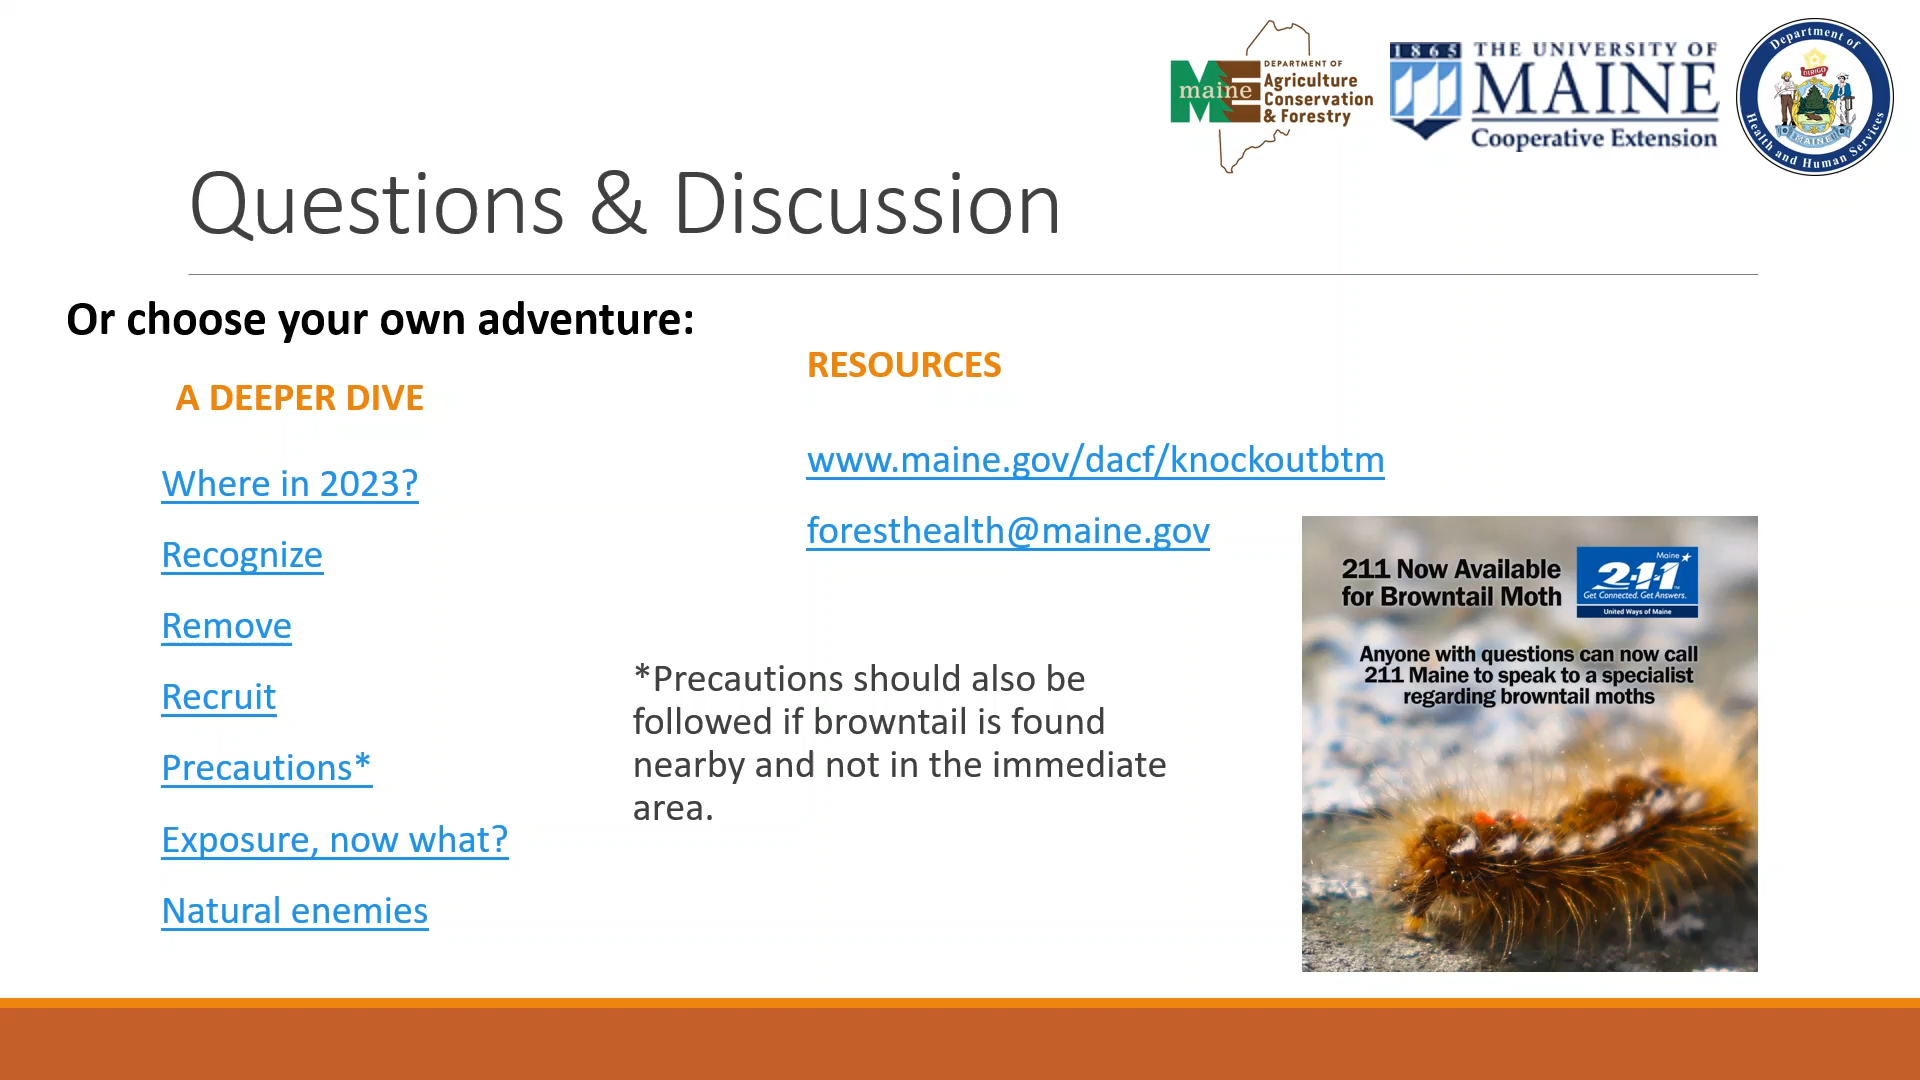 DEPARTMENT OF
maine Agriculture
Conservation
& Forestry
1865 THE UNIVERSITY OF
MAINE
Cooperative Extension
Department of
Health and Human Services
DIRIGO
MAINE
Questions & Discussion
Or choose your own adventure:
A DEEPER DIVE
Where in 2023?
Recognize
Remove
Recruit
Precautions*
Exposure, now what?
Natural enemies
RESOURCES
www.maine.gov/dacf/knockoutbtm
foresthealth@maine.gov
*Precautions should also be
followed if browntail is found
nearby and not in the immediate
area.
211 Now Available
for Browntail Moth
Maine
2-1-1
Get Connected. Get Answers.
United Ways of Maine
Anyone with questions can now call
211 Maine to speak to a specialist
regarding browntail moths